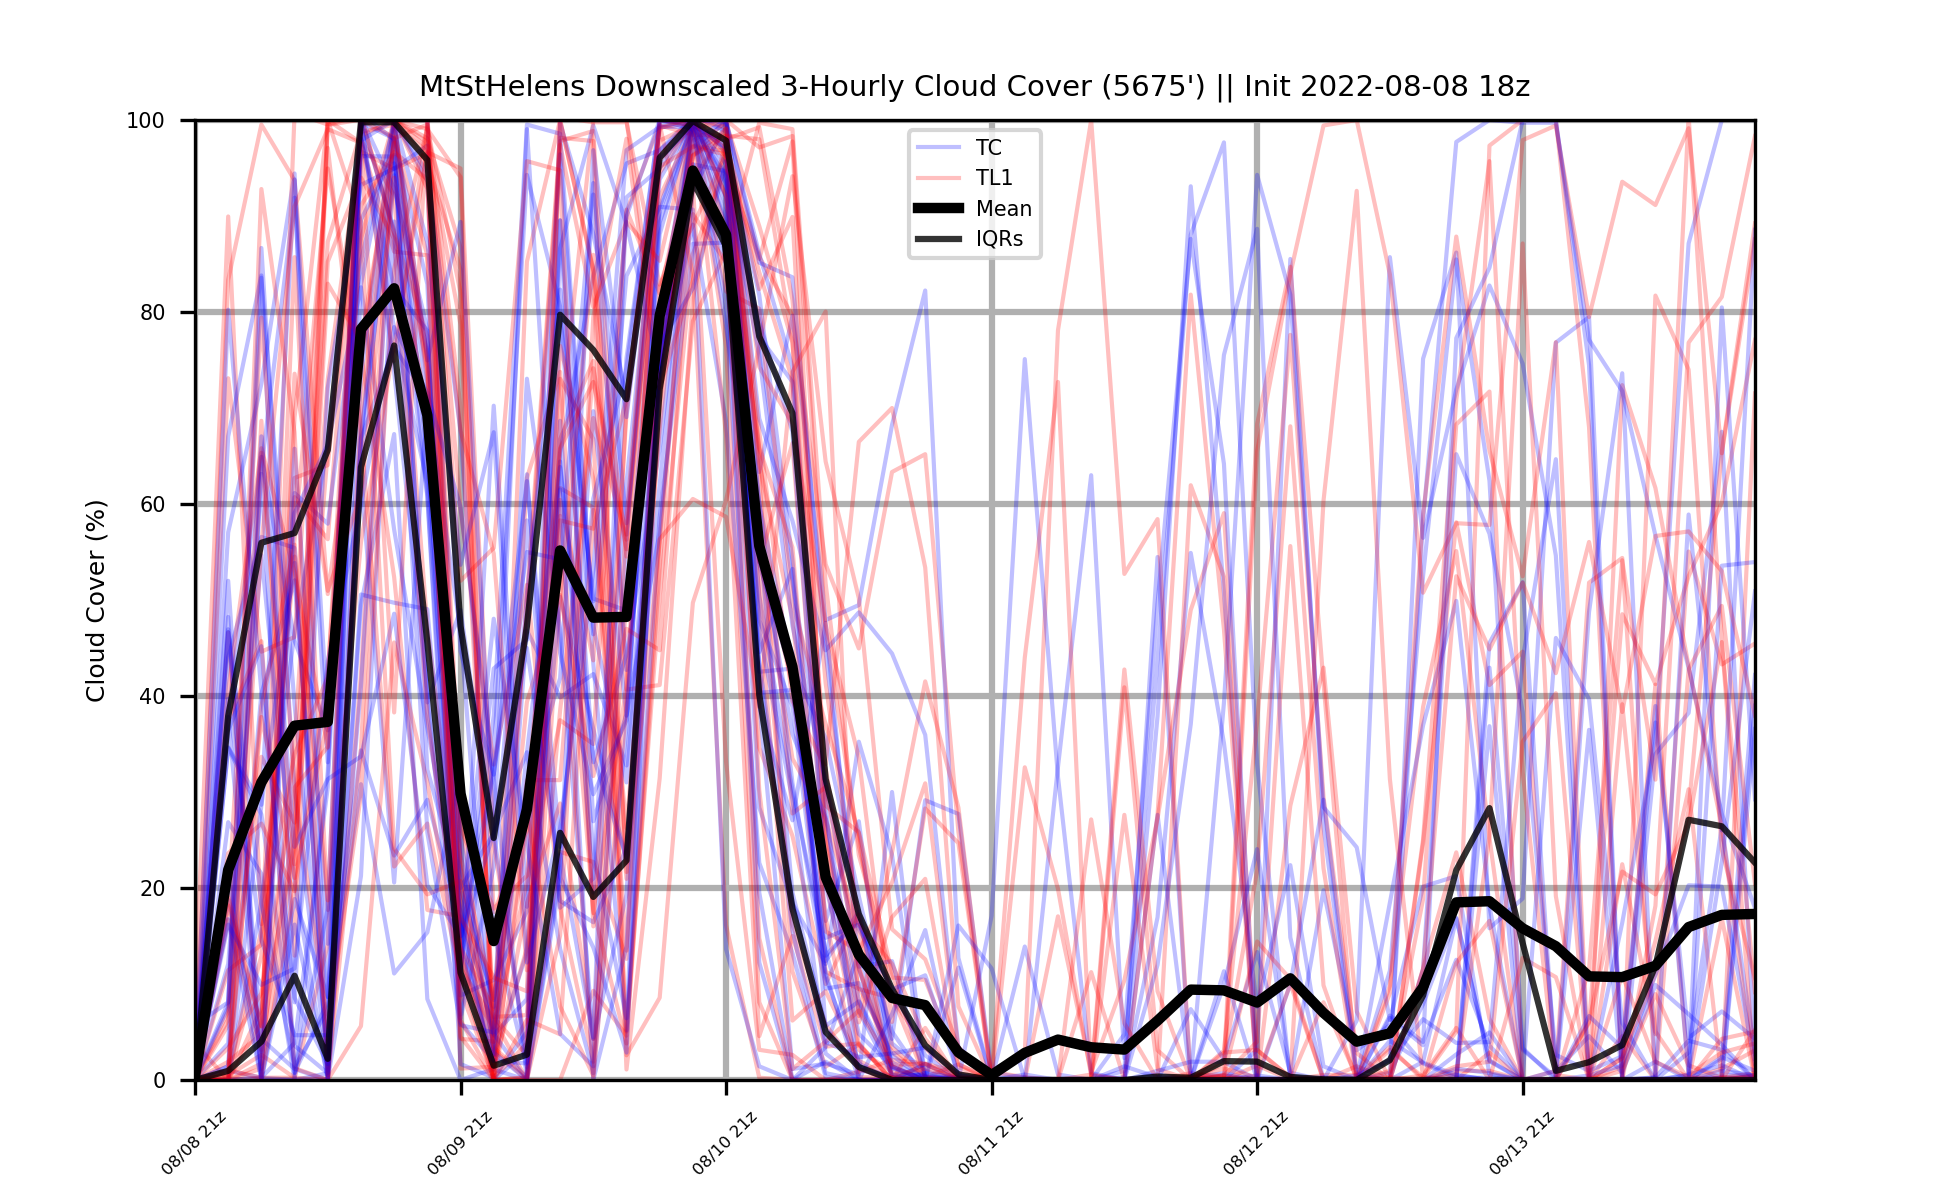 MtStHelens Downscaled 3-Hourly Cloud Cover (5675') || Init 2022-08-08 18z
TC
TL1
Mean
IQRs
Cloud Cover (%)
100
80
60
40
20
0
08/08 21z
08/09 21z
08/10 21z
08/11 21z
08/12 21z
08/13 21z